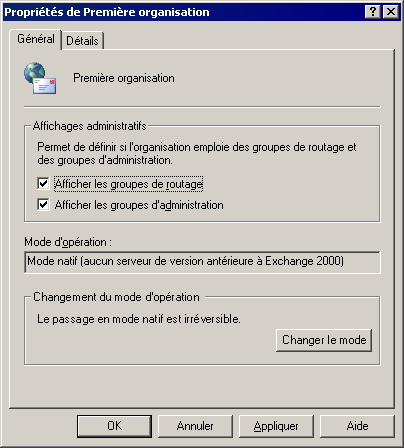 Propriétés de Première organisation
Général
Détails
Première organisation
Affichages administratifs
Permet de définir si l'organisation emploie des groupes de routage et
des groupes d'administration.
Afficher les groupes de routage
Afficher les groupes d'administration
Mode d'opération :
Mode natif (aucun serveur de version antérieure à Exchange 2000)
Changement du mode d'opération
Le passage en mode natif est irréversible.
Changer le mode
OK
Annuler
Appliquer
Aide